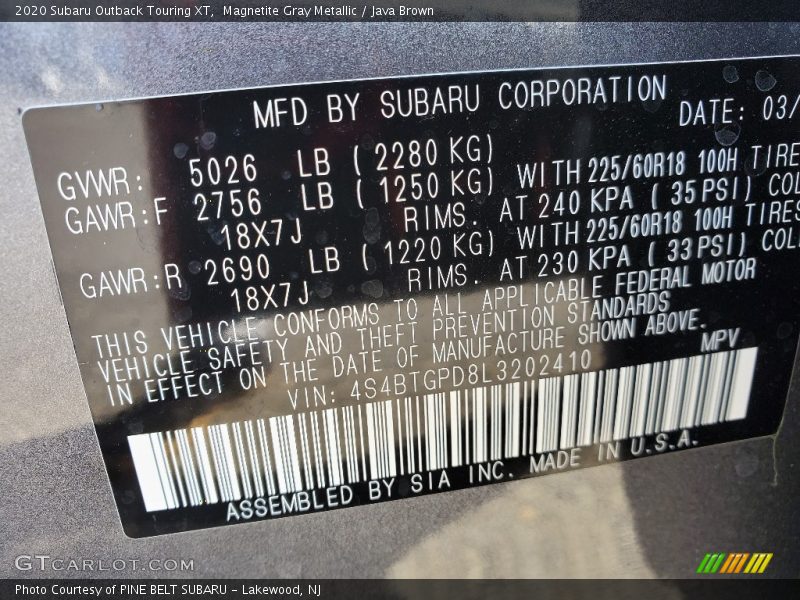 2020 Subaru Outback Touring XT, Magnetite Gray Metallic / Java Brown
MFD BY SUBARU CORPORATION DATE: 03/
GVWR: 5026 LB ( 2280 KG)
GAWR:F 2756 LB ( 1250 KG) WITH 225/60R18 100H TIRE
18X7J RIMS. AT 240 KPA ( 35 PSI) COL
GAWR:R 2690 LB ( 1220 KG) WITH 225/60R18 100H TIRES
18X7J RIMS. AT 230 KPA ( 33 PSI) COL
THIS VEHICLE CONFORMS TO ALL APPLICABLE FEDERAL MOTOR
VEHICLE SAFETY AND THEFT PREVENTION STANDARDS
IN EFFECT ON THE DATE OF MANUFACTURE SHOWN ABOVE.
VIN: 4S4BTGPD8L3202410 MPV
ASSEMBLED BY SIA INC. MADE IN U.S.A.
GTCARLOT.COM
Photo Courtesy of PINE BELT SUBARU - Lakewood, NJ